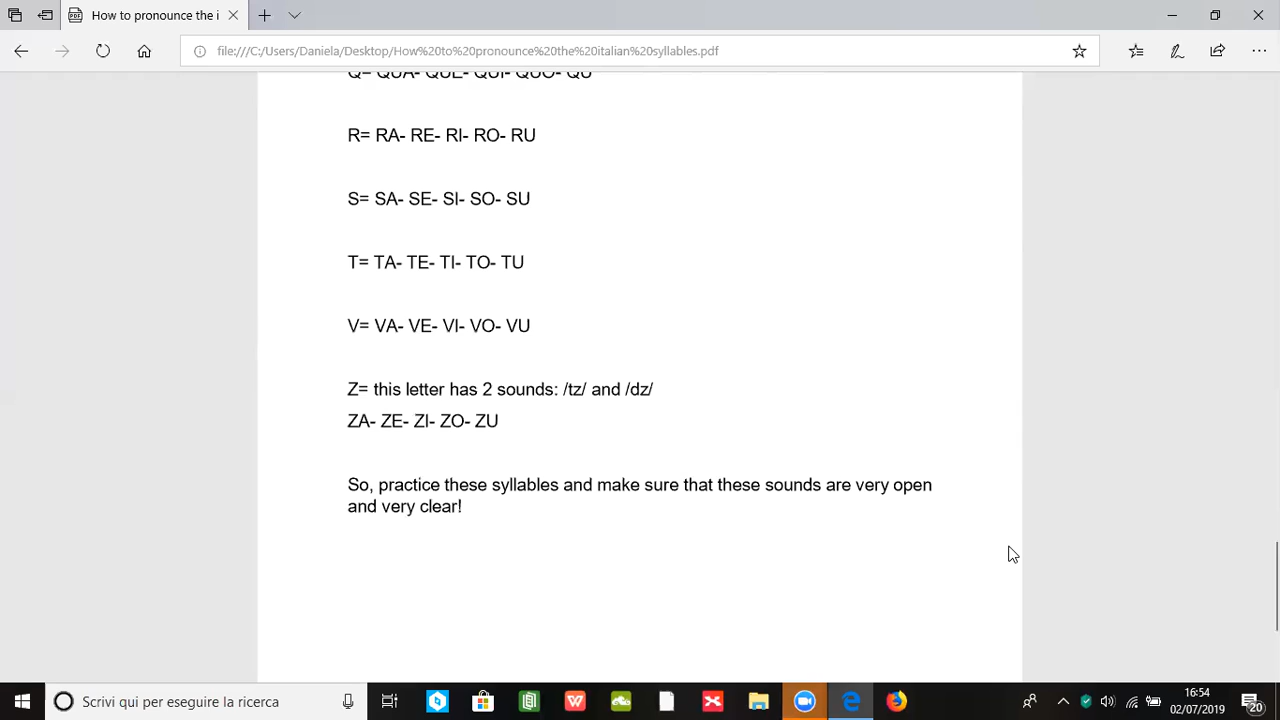 How to pronounce the i
file:///C:/Users/Daniela/Desktop/How%20to%20pronounce%20the%20italian%20syllables.pdf
Q= QUA- QUE- QUI- QUO- QU
R= RA- RE- RI- RO- RU
S= SA- SE- SI- SO- SU
T= TA- TE- TI- TO- TU
V= VA- VE- VI- VO- VU
Z= this letter has 2 sounds: /tz/ and /dz/
ZA- ZE- ZI- ZO- ZU
So, practice these syllables and make sure that these sounds are very open
and very clear!
Scrivi qui per eseguire la ricerca
16:54
02/07/2019
20